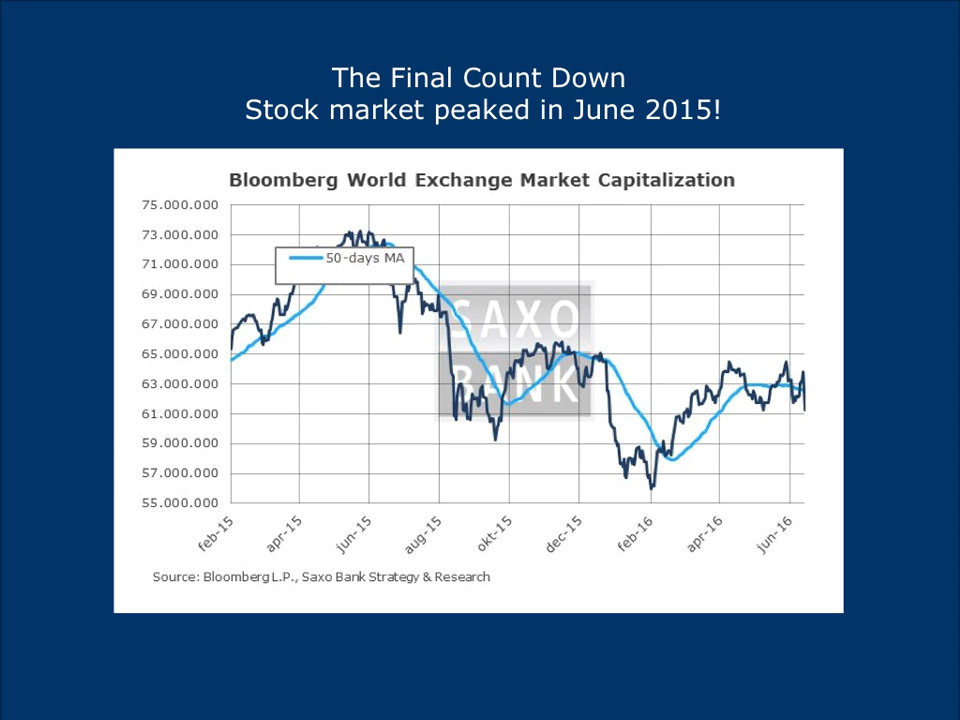 The Final Count Down
Stock market peaked in June 2015!
Bloomberg World Exchange Market Capitalization
75.000.000
73.000.000
71.000.000
69.000.000
67.000.000
65.000.000
63.000.000
61.000.000
59.000.000
57.000.000
55.000.000
50-days MA
SAXO
BANK
feb-15
apr-15
jun-15
aug-15
okt-15
dec-15
feb-16
apr-16
jun-16
Source: Bloomberg L.P., Saxo Bank Strategy & Research